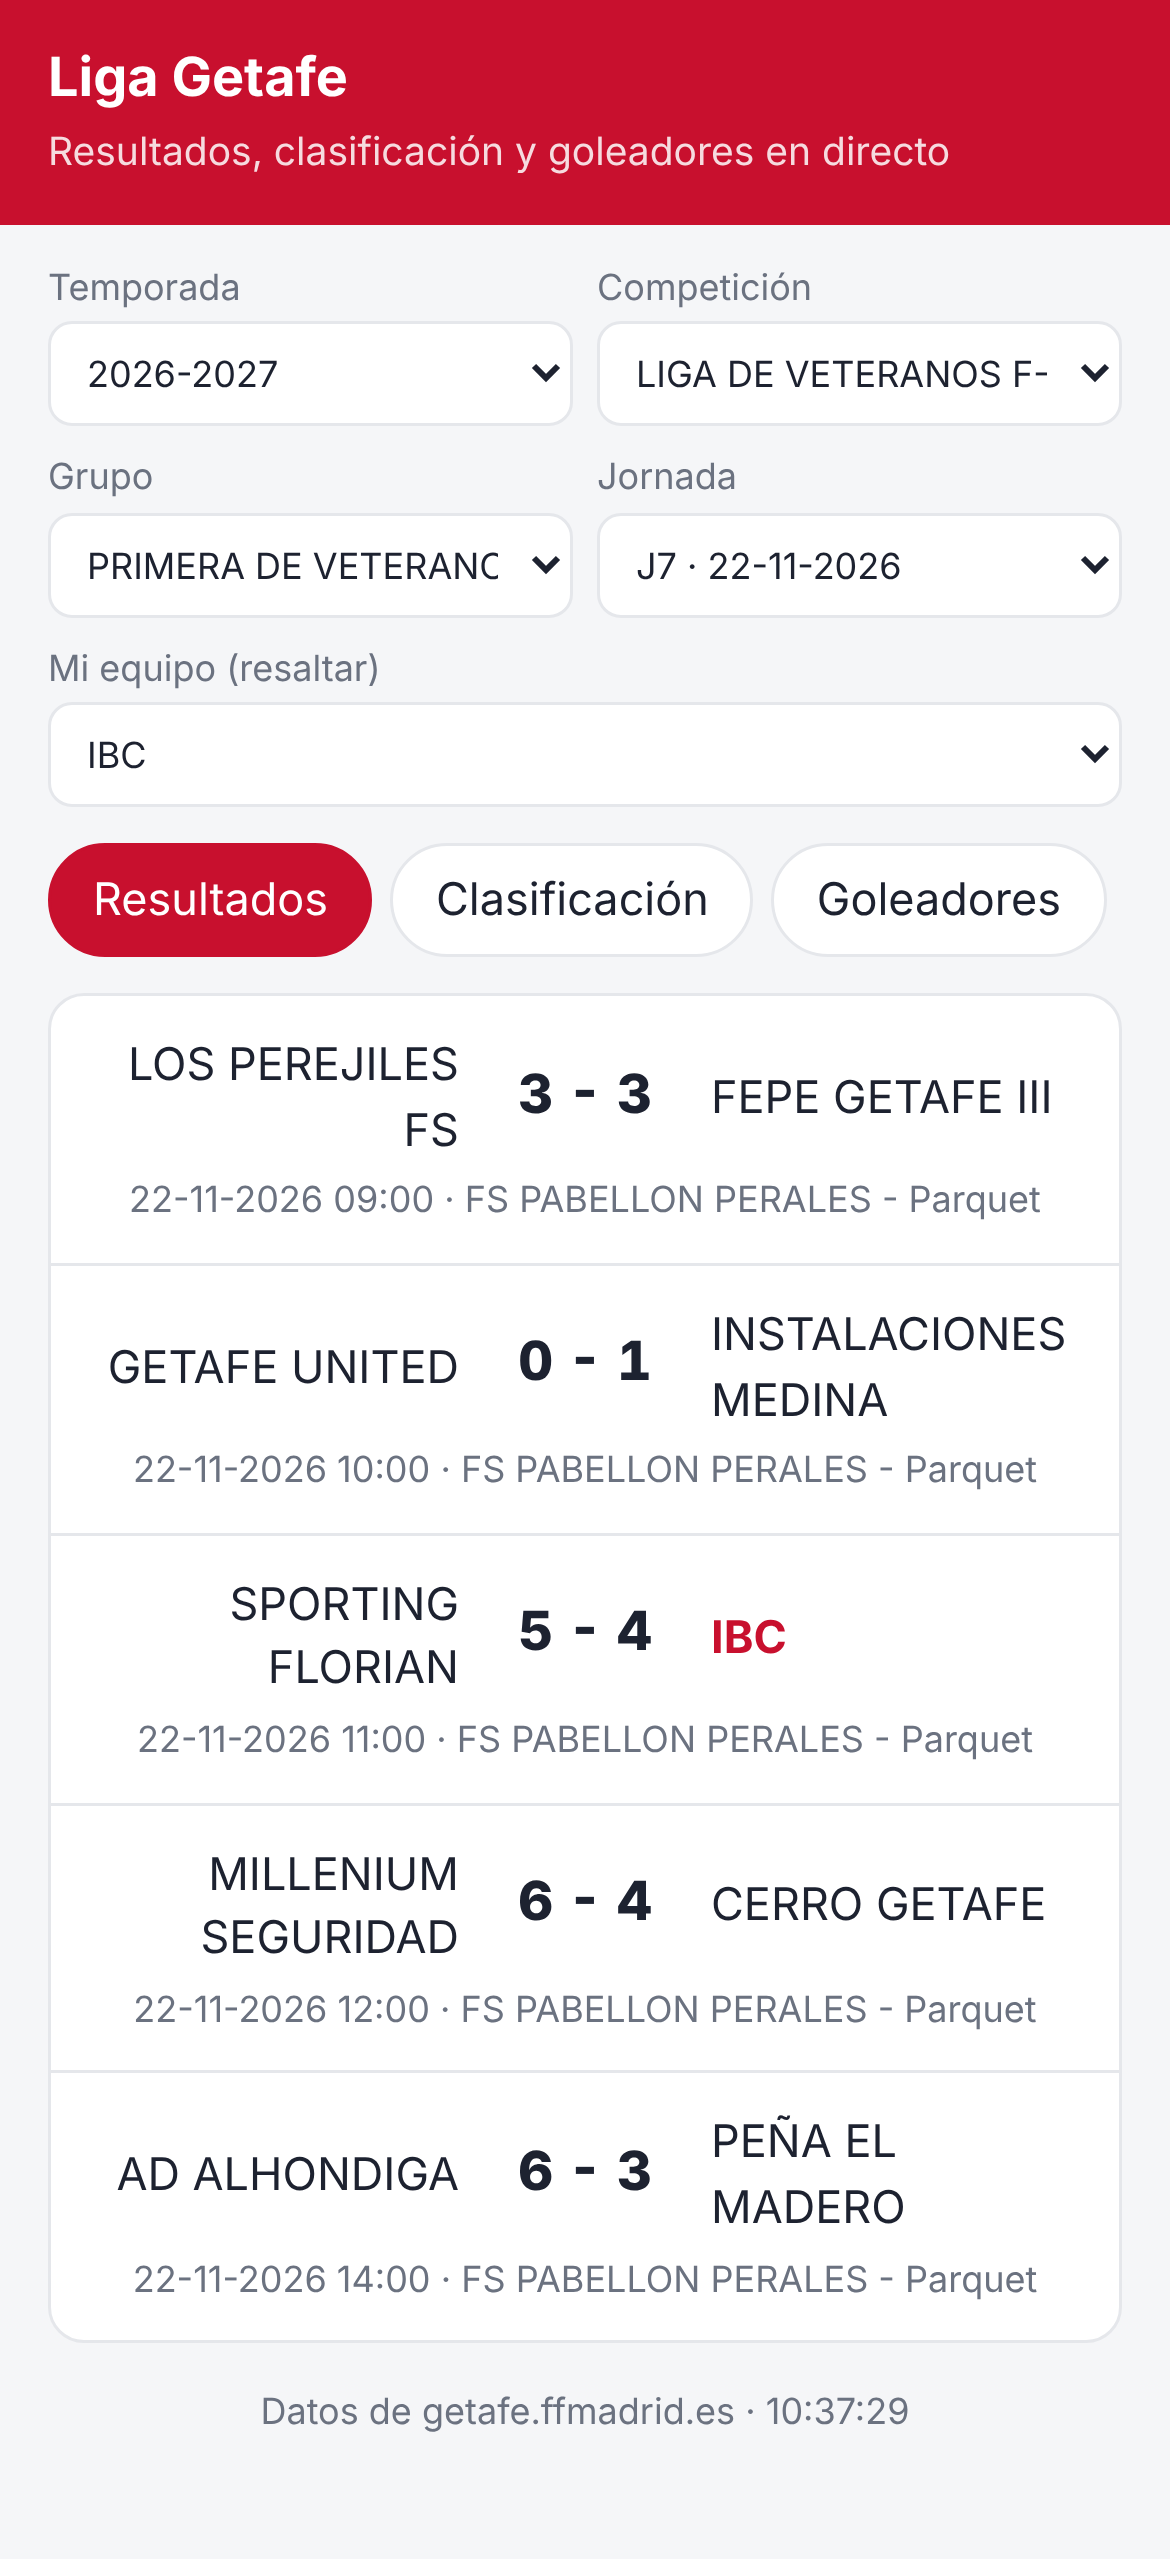 Liga Getafe
Resultados, clasificación y goleadores en directo
Temporada
Competición
2026-2027
LIGA DE VETERANOS F-
Grupo
Jornada
PRIMERA DE VETERANO
J7 · 22-11-2026
Mi equipo (resaltar)
IBC
Resultados
Clasificación
Goleadores
LOS PEREJILES
FS
3 - 3
FEPE GETAFE III
22-11-2026 09:00 · FS PABELLON PERALES - Parquet
GETAFE UNITED
0 - 1
INSTALACIONES
MEDINA
22-11-2026 10:00 · FS PABELLON PERALES - Parquet
SPORTING
FLORIAN
5 - 4
IBC
22-11-2026 11:00 · FS PABELLON PERALES - Parquet
MILLENIUM
SEGURIDAD
6 - 4
CERRO GETAFE
22-11-2026 12:00 · FS PABELLON PERALES - Parquet
AD ALHONDIGA
6 - 3
PEÑA EL
MADERO
22-11-2026 14:00 · FS PABELLON PERALES - Parquet
Datos de getafe.ffmadrid.es · 10:37:29